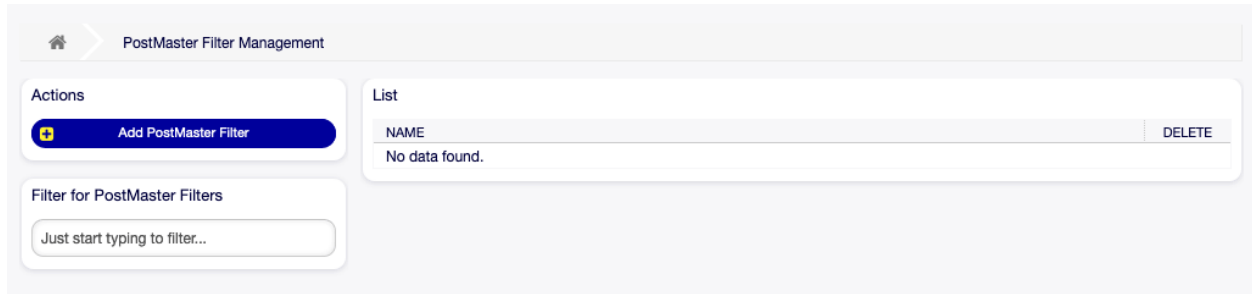 PostMaster Filter Management
Actions
Add PostMaster Filter
Filter for PostMaster Filters
Just start typing to filter...
List
NAME DELETE
No data found.